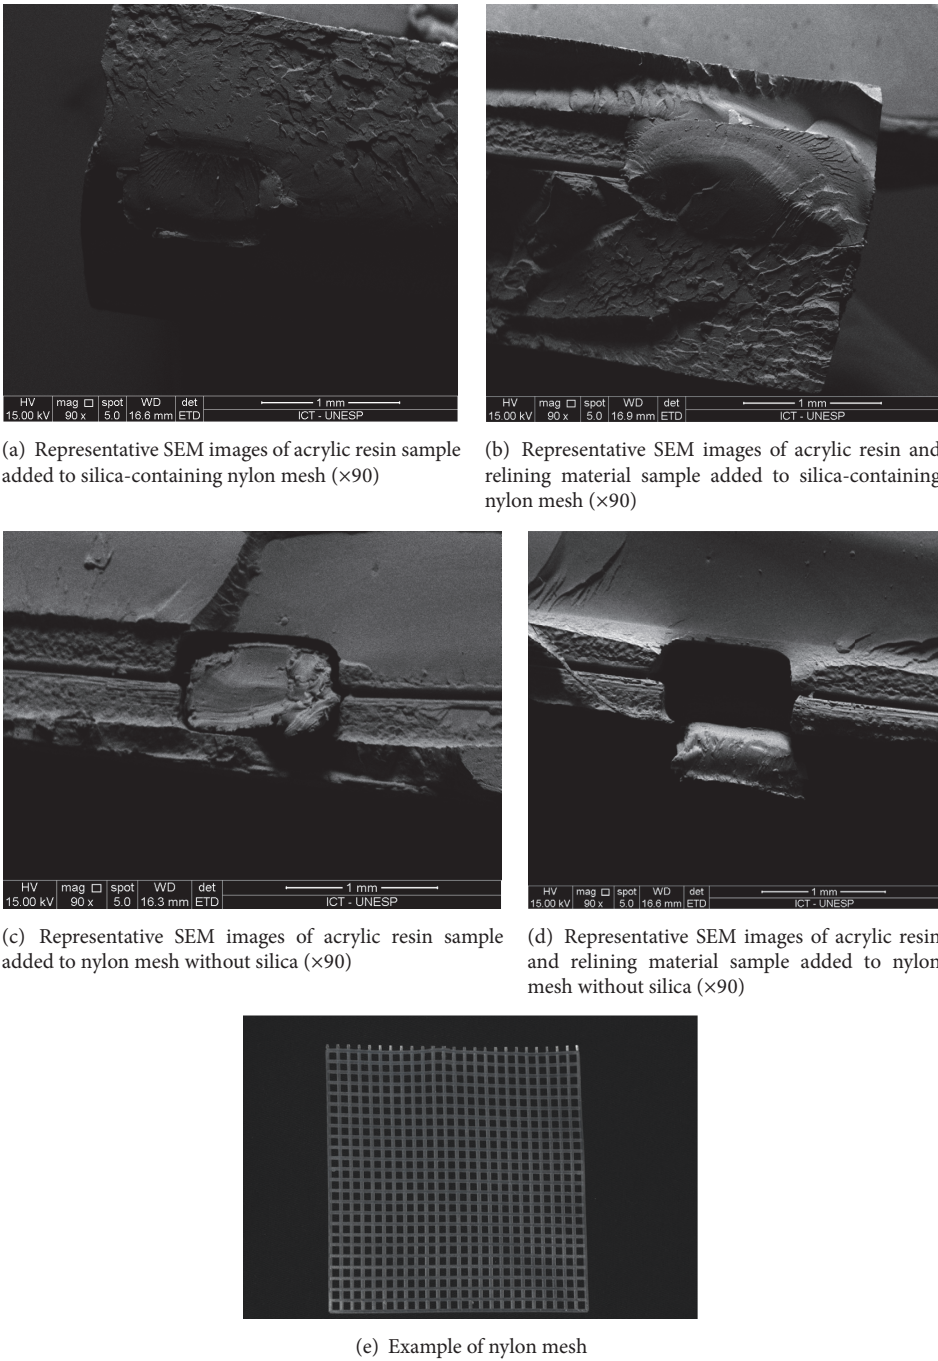 HV mag spot WD det 1 mm
15.00 kV 90 x 5.0 16.6 mm ETD ICT - UNESP
HV mag spot WD det 1 mm
15.00 kV 90 x 5.0 16.9 mm ETD ICT - UNESP
(a) Representative SEM images of acrylic resin sample
added to silica-containing nylon mesh (×90)
(b) Representative SEM images of acrylic resin and
relining material sample added to silica-containing
nylon mesh (×90)
HV mag spot WD det 1 mm
15.00 kV 90 x 5.0 16.3 mm ETD ICT - UNESP
HV mag spot WD det 1 mm
15.00 kV 90 x 5.0 16.6 mm ETD ICT - UNESP
(c) Representative SEM images of acrylic resin sample
added to nylon mesh without silica (×90)
(d) Representative SEM images of acrylic resin
and relining material sample added to nylon
mesh without silica (×90)
(e) Example of nylon mesh